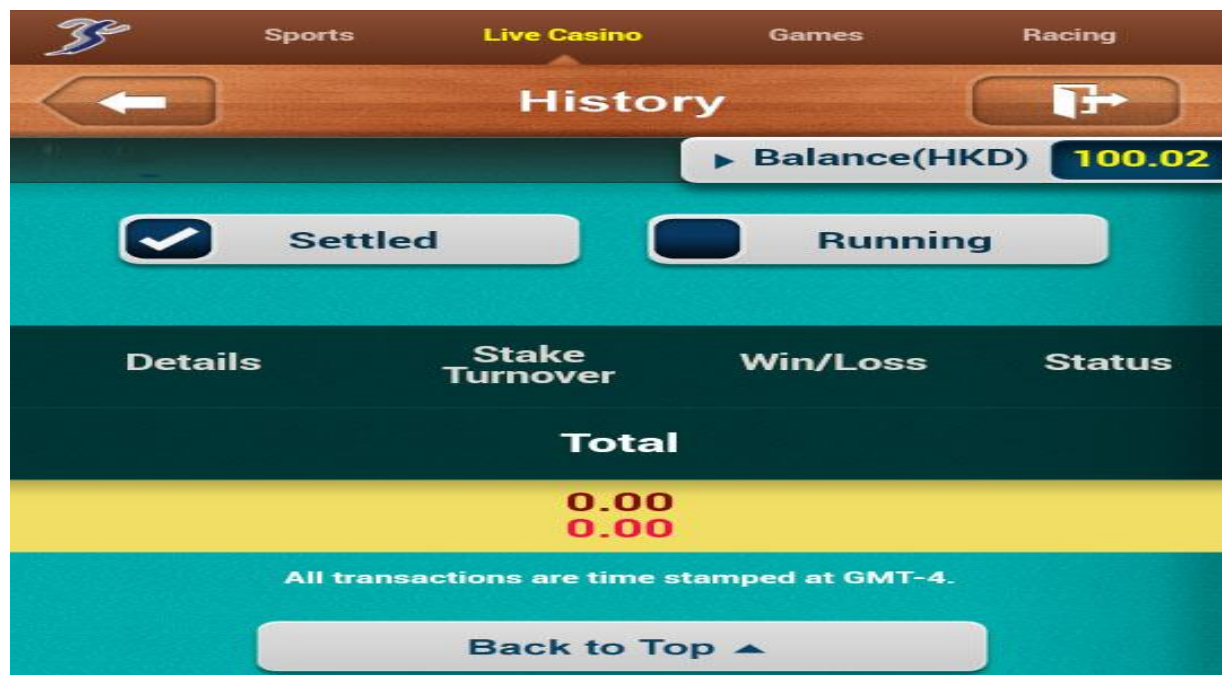 Sports Live Casino Games Racing
History
▸ Balance(HKD) 100.02
Settled Running
Details Stake Turnover Win/Loss Status
Total
0.00
0.00
All transactions are time stamped at GMT-4.
Back to Top ▲